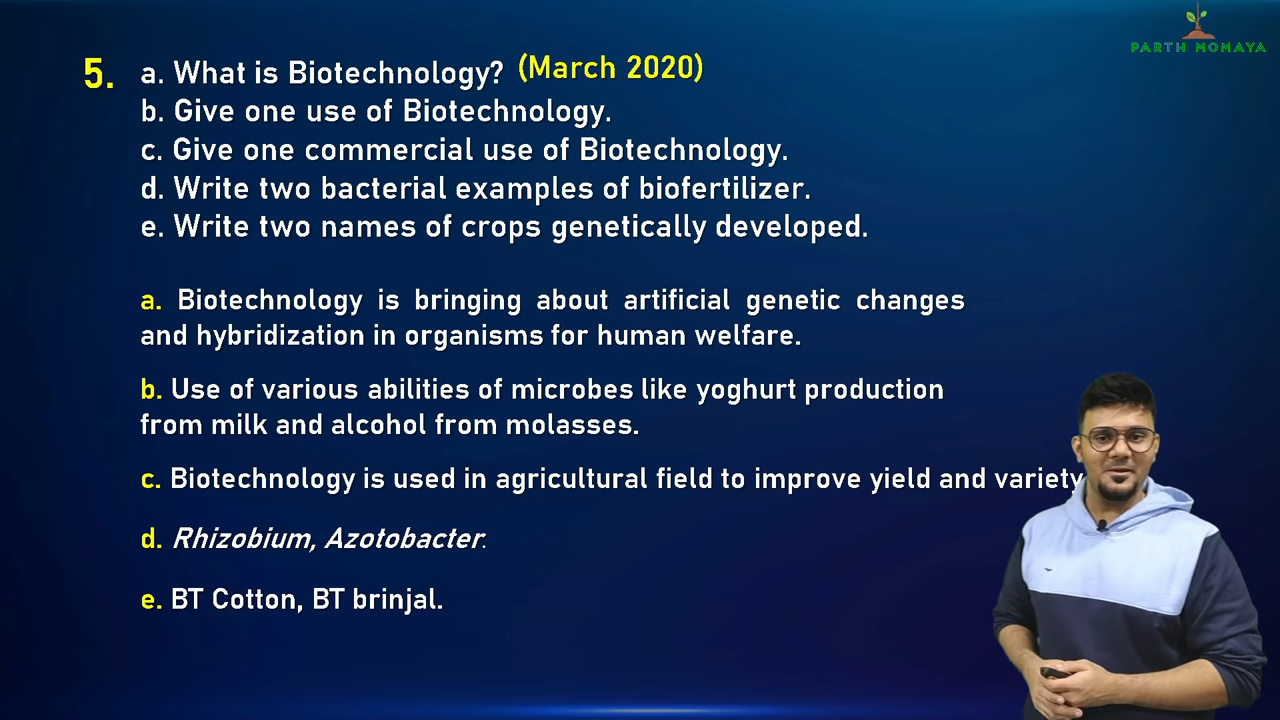 PARTH MOMAYA
5. a. What is Biotechnology? (March 2020)
b. Give one use of Biotechnology.
c. Give one commercial use of Biotechnology.
d. Write two bacterial examples of biofertilizer.
e. Write two names of crops genetically developed.
a. Biotechnology is bringing about artificial genetic changes
and hybridization in organisms for human welfare.
b. Use of various abilities of microbes like yoghurt production
from milk and alcohol from molasses.
c. Biotechnology is used in agricultural field to improve yield and variety
d. Rhizobium, Azotobacter.
e. BT Cotton, BT brinjal.